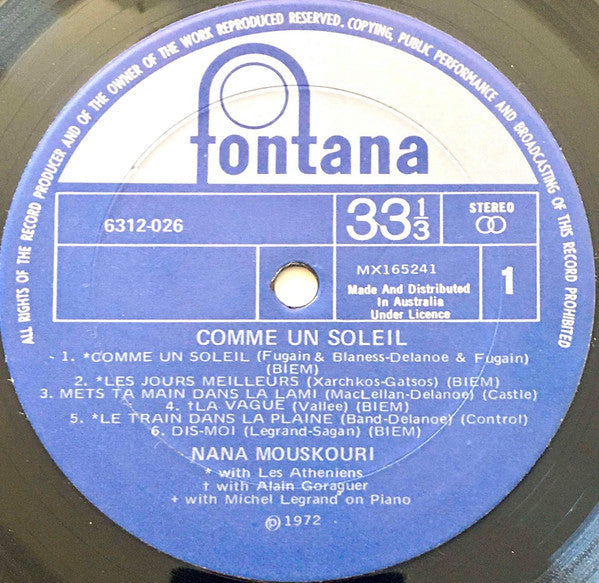 ALL RIGHTS OF THE RECORD PRODUCER AND OF THE OWNER OF THE WORK REPRODUCED RESERVED. COPYING, PUBLIC PERFORMANCE AND BROADCASTING OF THIS RECORD PROHIBITED
fontana
6312-026
33 1/3
STEREO
MX165241
Made And Distributed
In Australia
Under Licence
1
COMME UN SOLEIL
1. *COMME UN SOLEIL (Fugain & Blaness-Delanoe & Fugain)
(BIEM)
2. *LES JOURS MEILLEURS (Xarchkos-Gatsos) (BIEM)
3. METS TA MAIN DANS LA LAMI (MacLellan-Delanoe) (Castle)
4. †LA VAGUE (Vallee) (BIEM)
5. *LE TRAIN DANS LA PLAINE (Band-Delanoe) (Control)
6. DIS-MOI (Legrand-Sagan) (BIEM)
NANA MOUSKOURI
* with Les Atheniens
† with Alain Goraguer
+ with Michel Legrand on Piano
℗1972